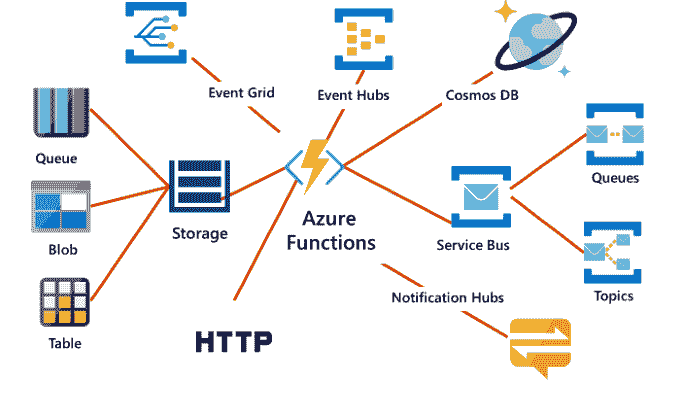 Event Grid
Event Hubs
Cosmos DB
Queue
Queues
Blob
Storage
Azure
Functions
Service Bus
Topics
Notification Hubs
Table
HTTP